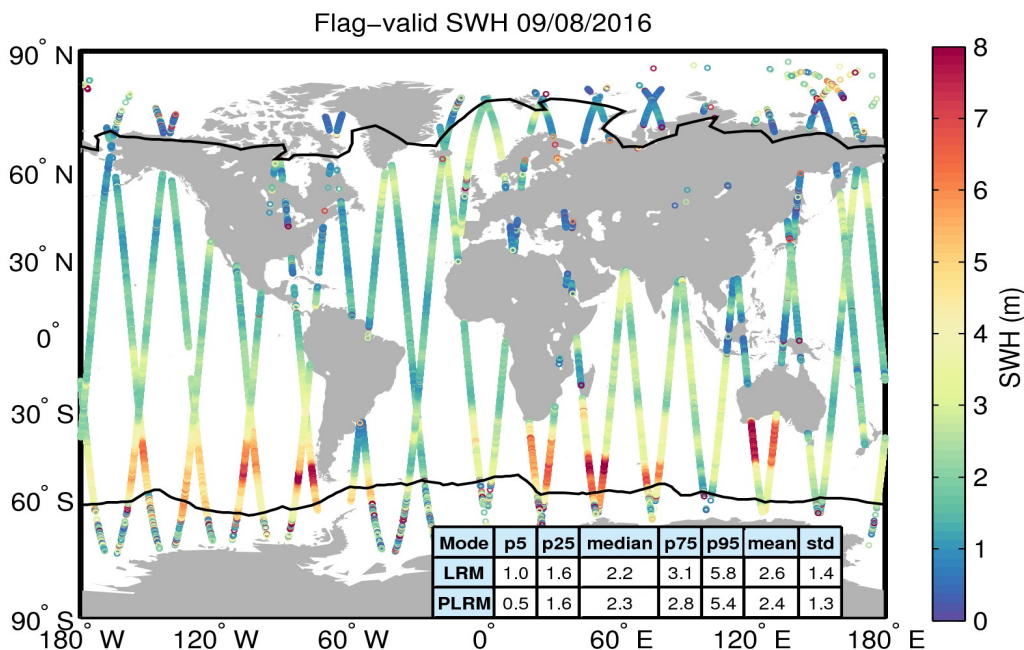 Flag−valid SWH 09/08/2016
90° N
60° N
30° N
0°
30° S
60° S
90° S
180° W
120° W
60° W
0°
60° E
120° E
180° E
Mode p5 p25 median p75 p95 mean std
LRM 1.0 1.6 2.2 3.1 5.8 2.6 1.4
PLRM 0.5 1.6 2.3 2.8 5.4 2.4 1.3
8
7
6
5
4
3
2
1
0
SWH (m)